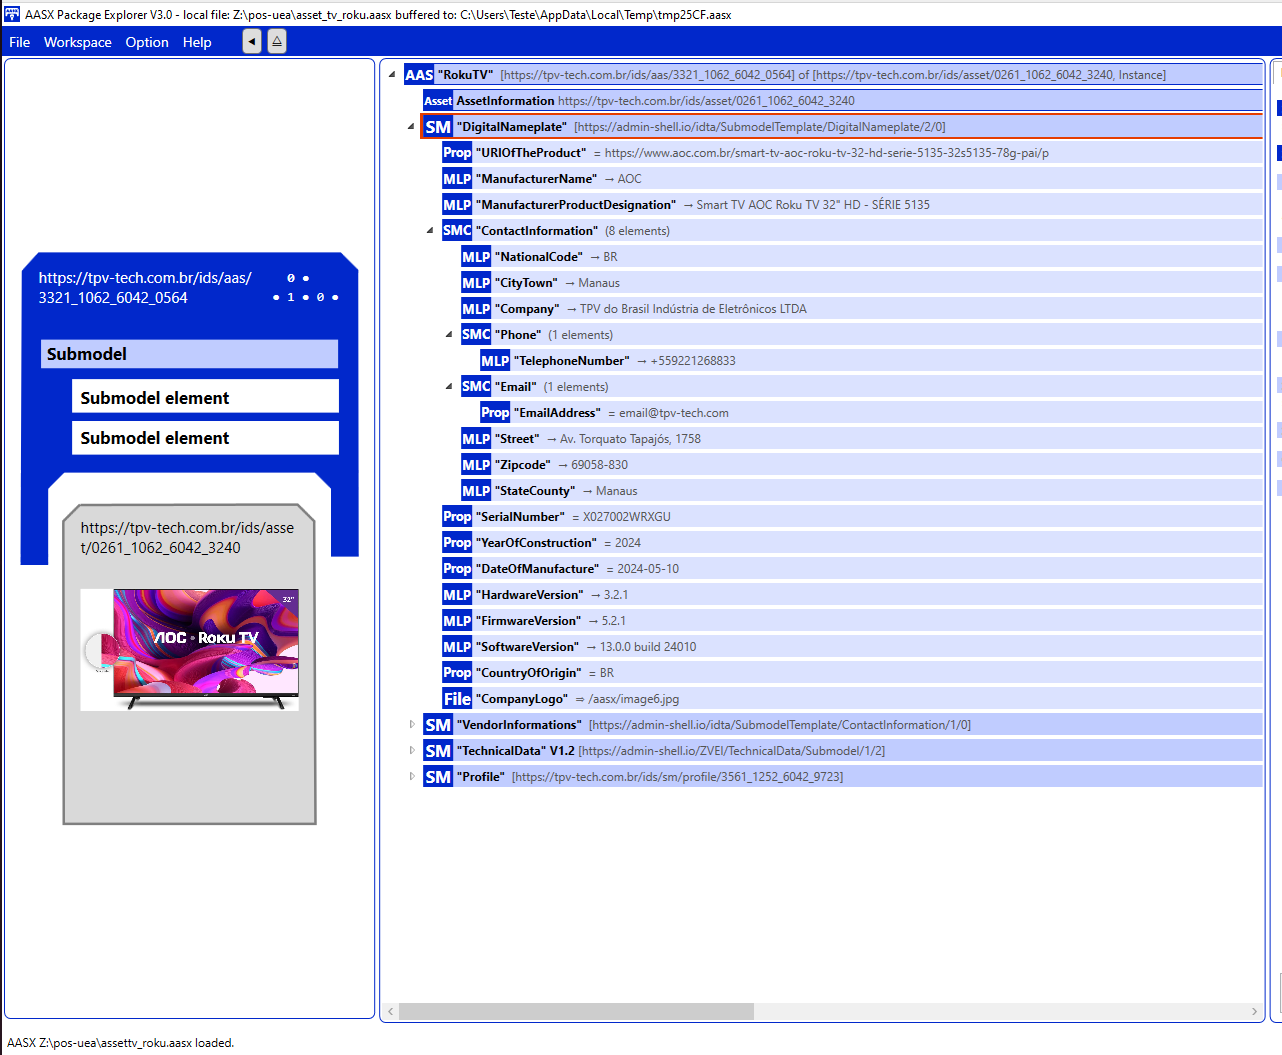 AASX Package Explorer V3.0 - local file: Z:\pos-uea\asset_tv_roku.aasx buffered to: C:\Users\Teste\AppData\Local\Temp\tmp25CF.aasx
File Workspace Option Help
https://tpv-tech.com.br/ids/aas/
3321_1062_6042_0564
0 •
• 1 • 0 •
Submodel
Submodel element
Submodel element
https://tpv-tech.com.br/ids/asse
t/0261_1062_6042_3240
32"
AOC • Roku TV
AAS "RokuTV" [https://tpv-tech.com.br/ids/aas/3321_1062_6042_0564] of [https://tpv-tech.com.br/ids/asset/0261_1062_6042_3240, Instance]
Asset AssetInformation https://tpv-tech.com.br/ids/asset/0261_1062_6042_3240
SM "DigitalNameplate" [https://admin-shell.io/idta/SubmodelTemplate/DigitalNameplate/2/0]
Prop "URIOfTheProduct" = https://www.aoc.com.br/smart-tv-aoc-roku-tv-32-hd-serie-5135-32s5135-78g-pai/p
MLP "ManufacturerName" → AOC
MLP "ManufacturerProductDesignation" → Smart TV AOC Roku TV 32" HD - SÉRIE 5135
SMC "ContactInformation" (8 elements)
MLP "NationalCode" → BR
MLP "CityTown" → Manaus
MLP "Company" → TPV do Brasil Indústria de Eletrônicos LTDA
SMC "Phone" (1 elements)
MLP "TelephoneNumber" → +559221268833
SMC "Email" (1 elements)
Prop "EmailAddress" = email@tpv-tech.com
MLP "Street" → Av. Torquato Tapajós, 1758
MLP "Zipcode" → 69058-830
MLP "StateCounty" → Manaus
Prop "SerialNumber" = X027002WRXGU
Prop "YearOfConstruction" = 2024
Prop "DateOfManufacture" = 2024-05-10
MLP "HardwareVersion" → 3.2.1
MLP "FirmwareVersion" → 5.2.1
MLP "SoftwareVersion" → 13.0.0 build 24010
Prop "CountryOfOrigin" = BR
File "CompanyLogo" ⇒ /aasx/image6.jpg
SM "VendorInformations" [https://admin-shell.io/idta/SubmodelTemplate/ContactInformation/1/0]
SM "TechnicalData" V1.2 [https://admin-shell.io/ZVEI/TechnicalData/Submodel/1/2]
SM "Profile" [https://tpv-tech.com.br/ids/sm/profile/3561_1252_6042_9723]
AASX Z:\pos-uea\assettv_roku.aasx loaded.